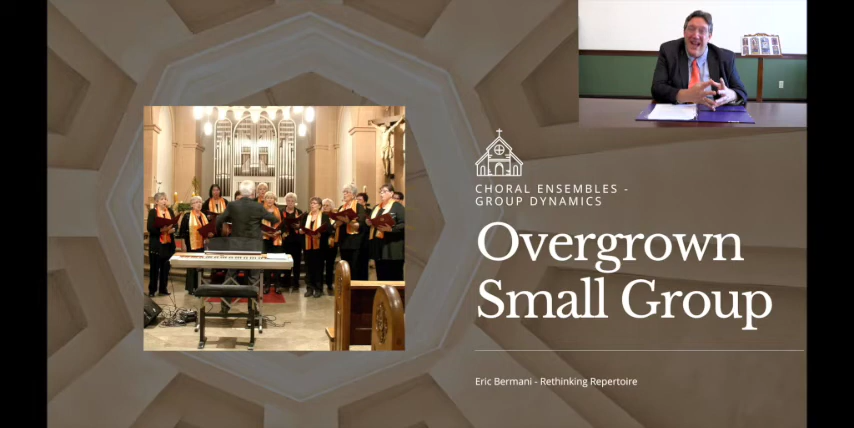 CHORAL ENSEMBLES -
GROUP DYNAMICS
Overgrown
Small Group
Eric Bermani - Rethinking Repertoire